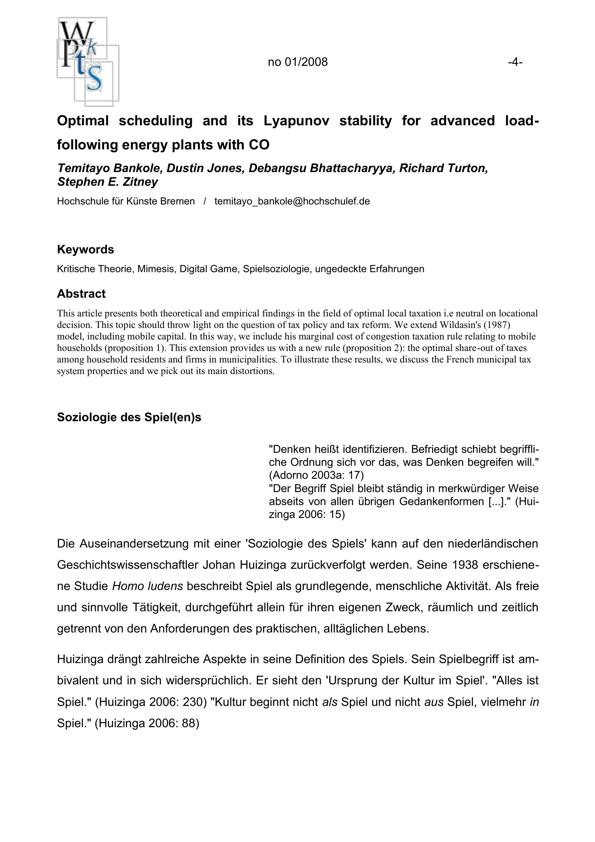 W
P k
t s
S
no 01/2008 -4-
Optimal scheduling and its Lyapunov stability for advanced load-
following energy plants with CO
Temitayo Bankole, Dustin Jones, Debangsu Bhattacharyya, Richard Turton,
Stephen E. Zitney
Hochschule für Künste Bremen / temitayo_bankole@hochschulef.de
Keywords
Kritische Theorie, Mimesis, Digital Game, Spielsoziologie, ungedeckte Erfahrungen
Abstract
This article presents both theoretical and empirical findings in the field of optimal local taxation i.e neutral on locational
decision. This topic should throw light on the question of tax policy and tax reform. We extend Wildasin's (1987)
model, including mobile capital. In this way, we include his marginal cost of congestion taxation rule relating to mobile
households (proposition 1). This extension provides us with a new rule (proposition 2): the optimal share-out of taxes
among household residents and firms in municipalities. To illustrate these results, we discuss the French municipal tax
system properties and we pick out its main distortions.
Soziologie des Spiel(en)s
"Denken heißt identifizieren. Befriedigt schiebt begriffli-
che Ordnung sich vor das, was Denken begreifen will."
(Adorno 2003a: 17)
"Der Begriff Spiel bleibt ständig in merkwürdiger Weise
abseits von allen übrigen Gedankenformen [...]." (Hui-
zinga 2006: 15)
Die Auseinandersetzung mit einer 'Soziologie des Spiels' kann auf den niederländischen
Geschichtswissenschaftler Johan Huizinga zurückverfolgt werden. Seine 1938 erschiene-
ne Studie Homo ludens beschreibt Spiel als grundlegende, menschliche Aktivität. Als freie
und sinnvolle Tätigkeit, durchgeführt allein für ihren eigenen Zweck, räumlich und zeitlich
getrennt von den Anforderungen des praktischen, alltäglichen Lebens.
Huizinga drängt zahlreiche Aspekte in seine Definition des Spiels. Sein Spielbegriff ist am-
bivalent und in sich widersprüchlich. Er sieht den 'Ursprung der Kultur im Spiel'. "Alles ist
Spiel." (Huizinga 2006: 230) "Kultur beginnt nicht als Spiel und nicht aus Spiel, vielmehr in
Spiel." (Huizinga 2006: 88)